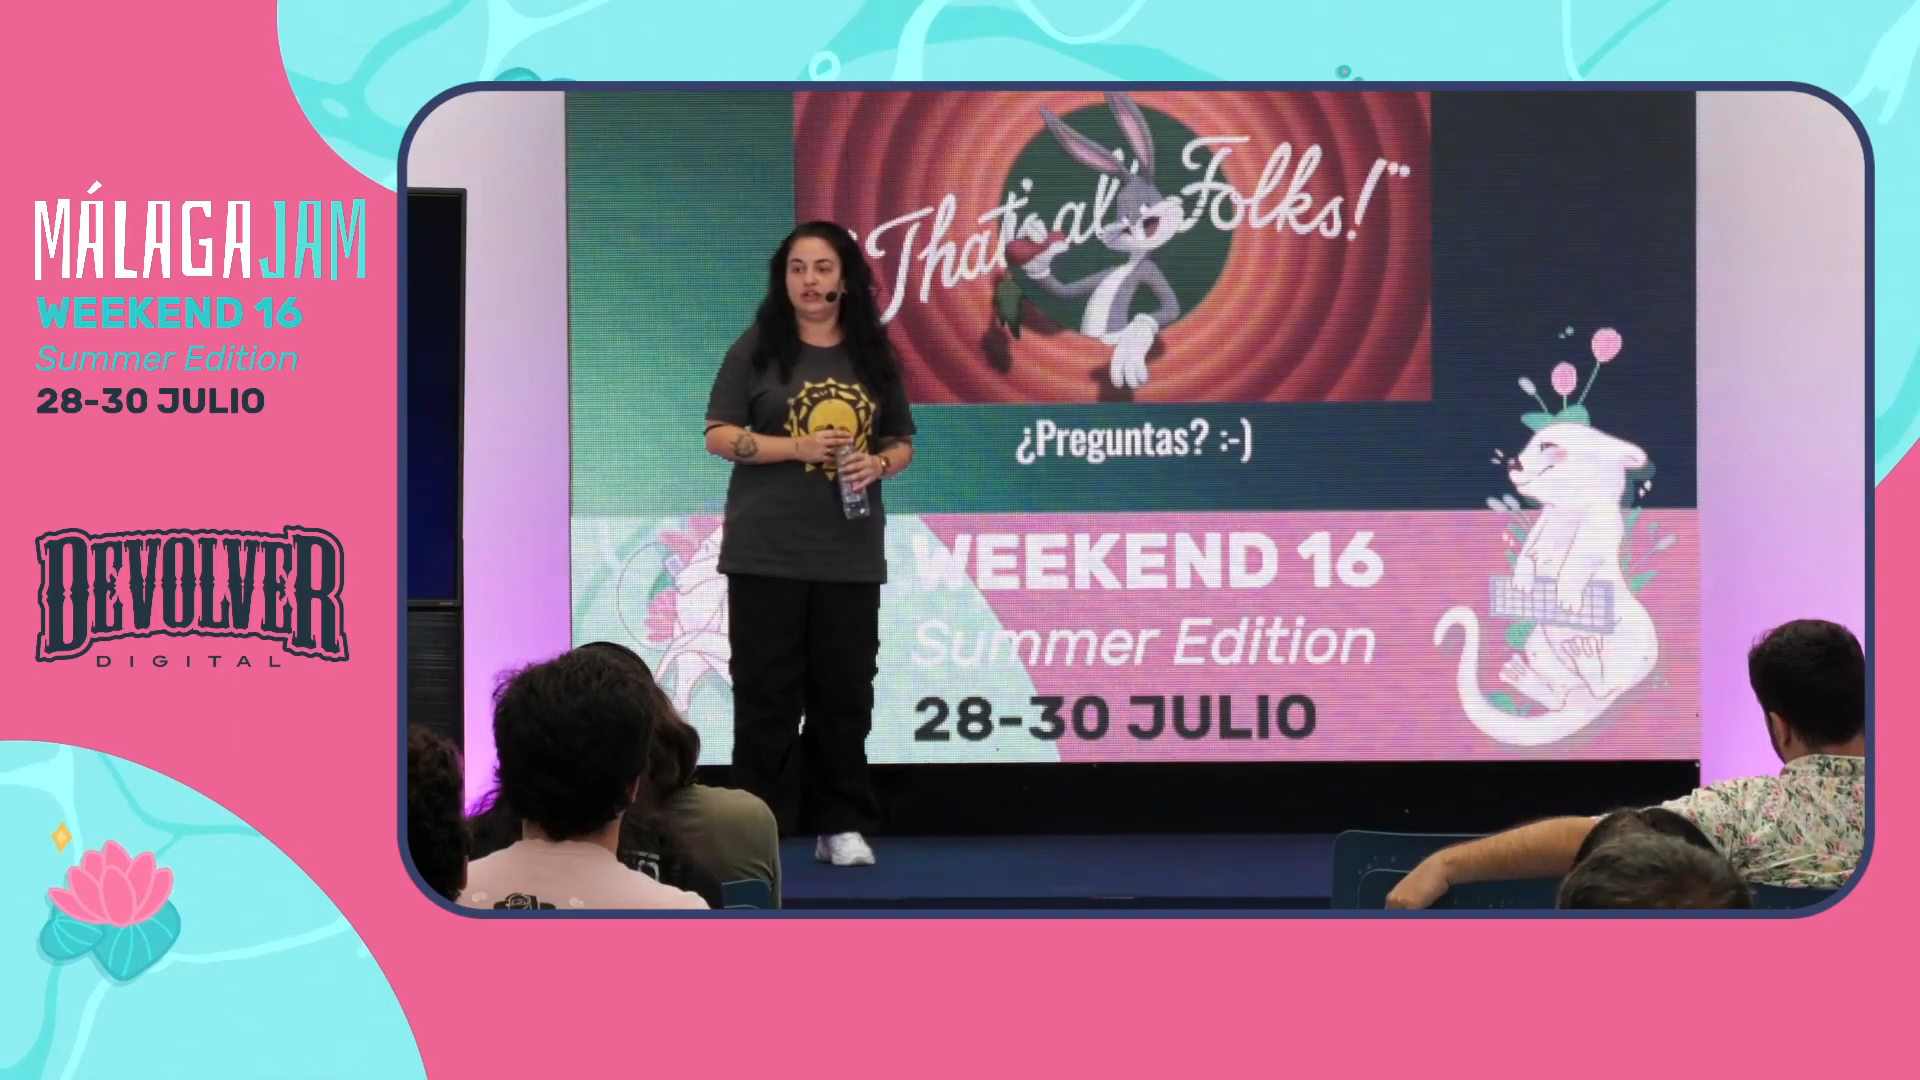 MÁLAGAJAM
WEEKEND 16
Summer Edition
28-30 JULIO
DEVOLVER
DIGITAL
"That's all Folks!"
¿Preguntas? :-)
WEEKEND 16
Summer Edition
28-30 JULIO